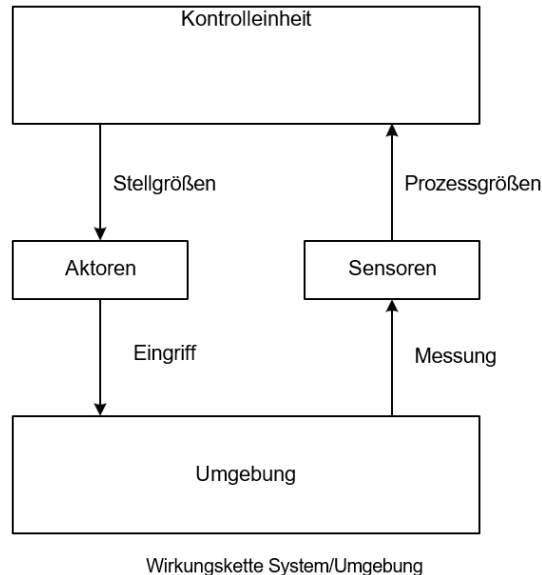 Kontrolleinheit
Stellgrößen
Prozessgrößen
Aktoren
Sensoren
Eingriff
Messung
Umgebung
Wirkungskette System/Umgebung